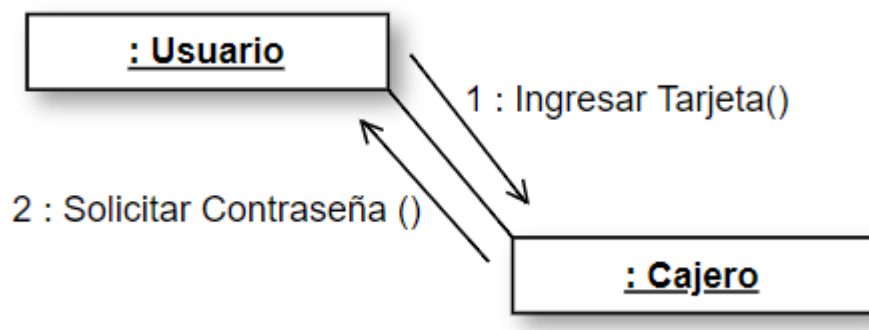 : Usuario
1 : Ingresar Tarjeta()
2 : Solicitar Contraseña ()
: Cajero